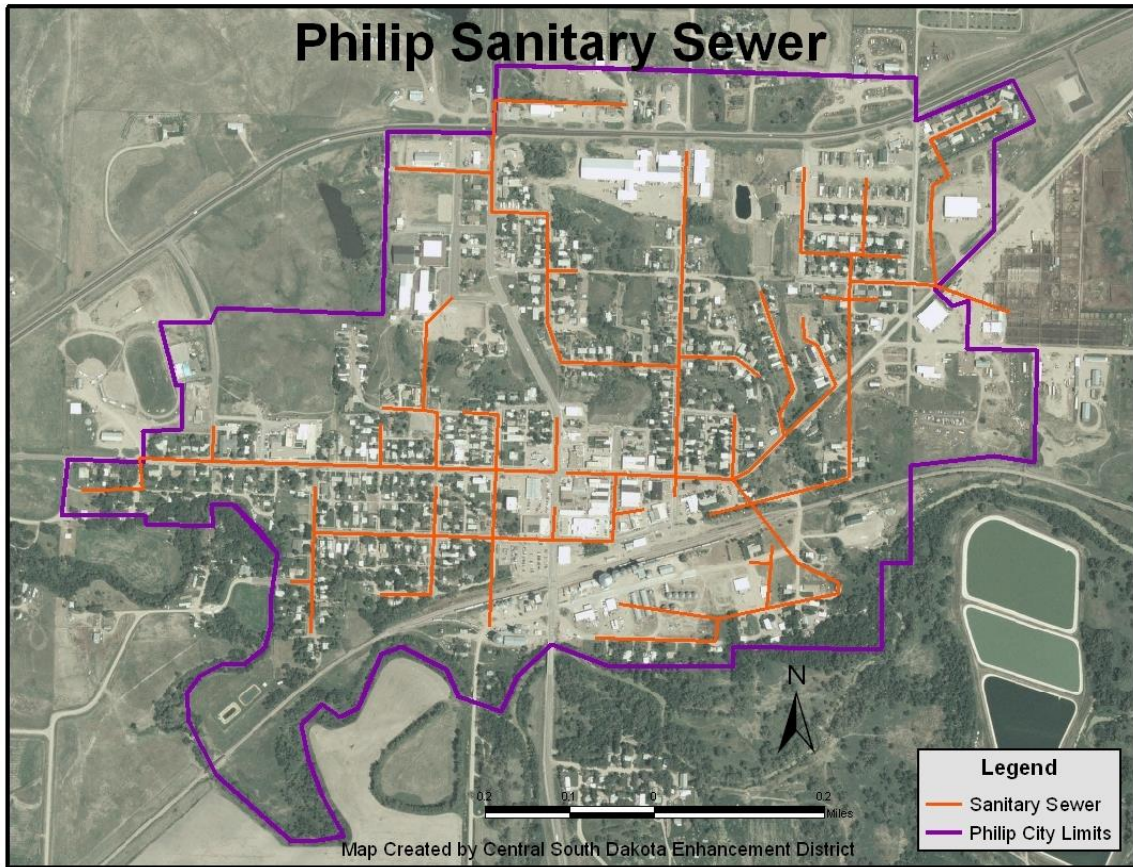 Philip Sanitary Sewer
N
0.2 0.1 0 0.2
Miles
Legend
Sanitary Sewer
Philip City Limits
Map Created by Central South Dakota Enhancement District